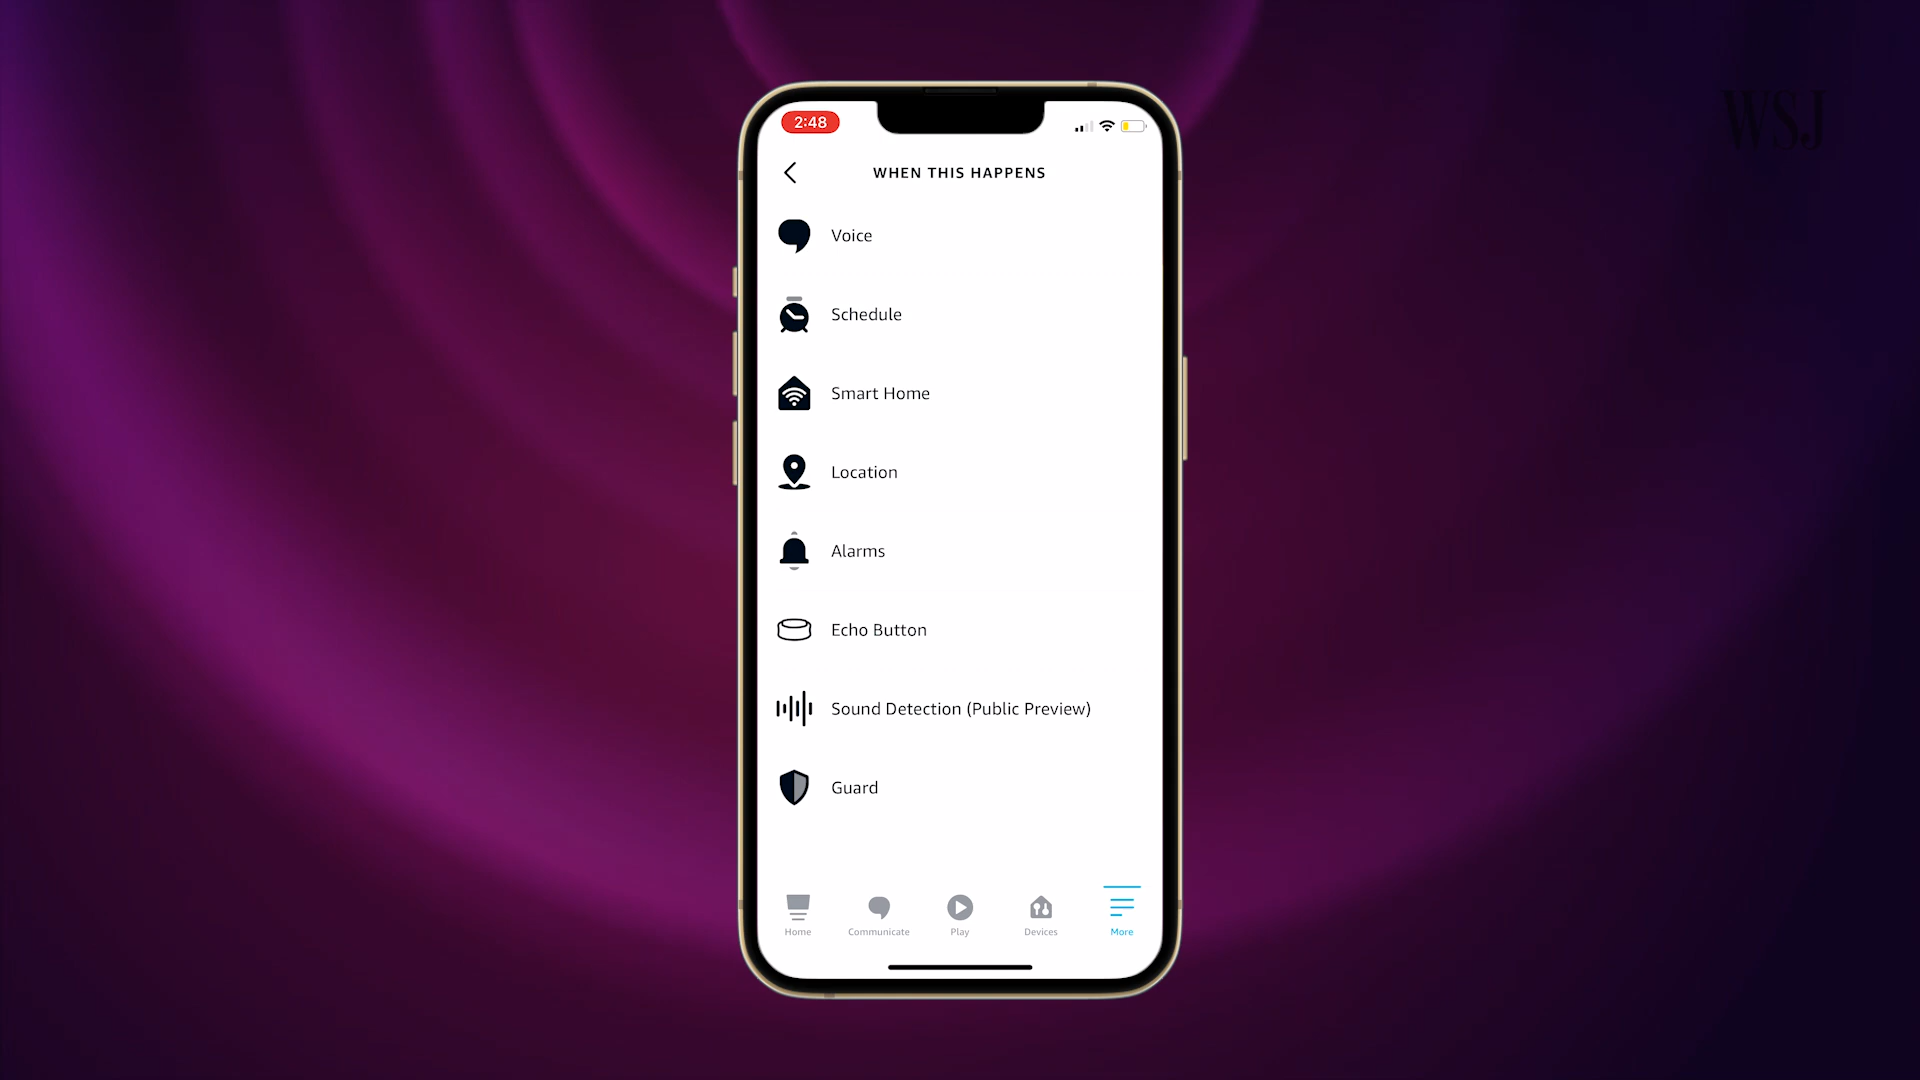 WSJ
2:48
WHEN THIS HAPPENS
Voice
Schedule
Smart Home
Location
Alarms
Echo Button
Sound Detection (Public Preview)
Guard
Home Communicate Play Devices More